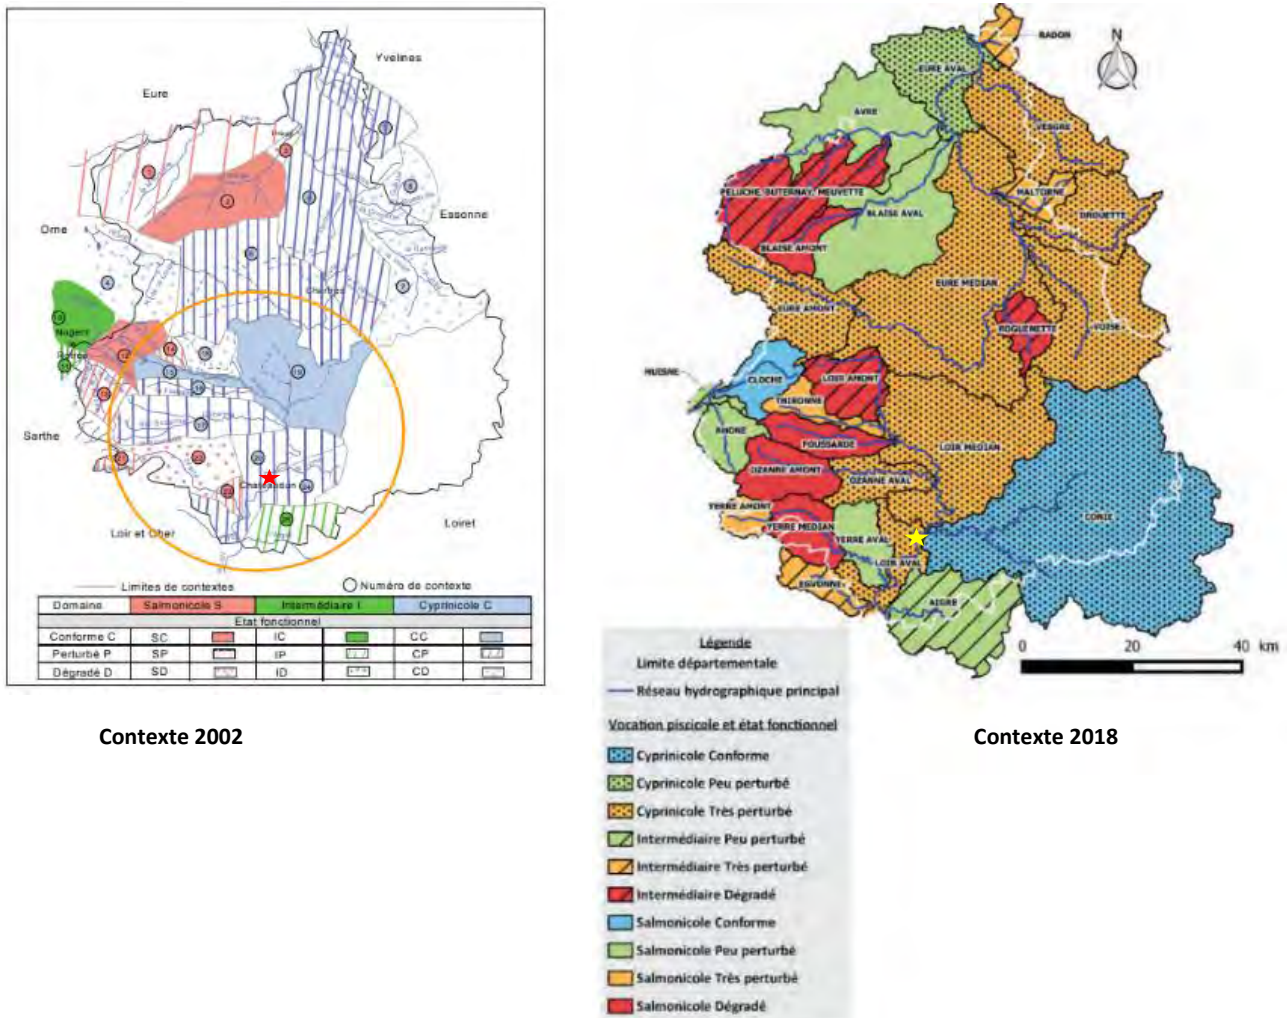 Yvelines
Eure
Essonne
Orne
Chartres
Nogent
Rotrou
Sarthe
Chateaudun
Loir et Cher
Loiret
Limites de contextes
Numéro de contexte
Domaine Salmonicole S Intermédiaire I Cyprinicole C
Etat fonctionnel
Conforme C SC IC CC
Perturbé P SP IP CP
Dégradé D SD ID CD
Contexte 2002
N
RADON
EURE AVAL
AVRE
VESGRE
PELUCHE, BUTERNAY, MEUVETTE
MALTORNE
BLAISE AVAL
DROUETTE
BLAISE AMONT
EURE MEDIAN
EURE AMONT
ROGUENETTE
VOISE
HUISNE
CLOCHE
LOIR AMONT
THIRONNE
RHONE
FOUSSARDE
LOIR MEDIAN
OZANNE AMONT
OZANNE AVAL
YERRE AMONT
CONIE
YERRE MEDIAN
YERRE AVAL
LOIR AVAL
EGVONNE
AIGRE
0 20 40 km
Légende
Limite départementale
Réseau hydrographique principal
Vocation piscicole et état fonctionnel
Cyprinicole Conforme
Cyprinicole Peu perturbé
Cyprinicole Très perturbé
Intermédiaire Peu perturbé
Intermédiaire Très perturbé
Intermédiaire Dégradé
Salmonicole Conforme
Salmonicole Peu perturbé
Salmonicole Très perturbé
Salmonicole Dégradé
Contexte 2018